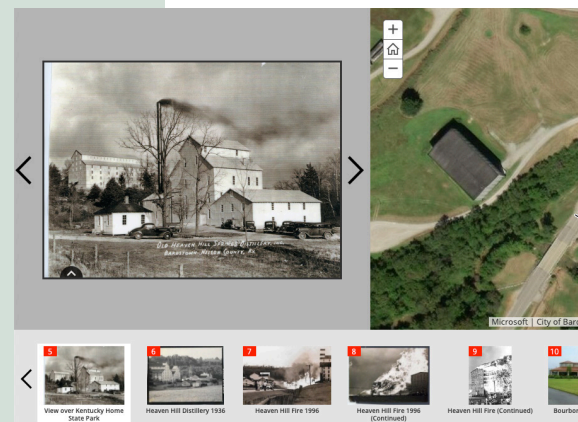 +
−
OLD HEAVEN HILL SPRINGS DISTILLERY, INC.
BARDSTOWN. NELSON COUNTY, KY.
Microsoft | City of Bard
5
View over Kentucky Home
State Park
6
Heaven Hill Distillery 1936
7
Heaven Hill Fire 1996
8
Heaven Hill Fire 1996
(Continued)
9
Heaven Hill Fire (Continued)
10
Bourbon